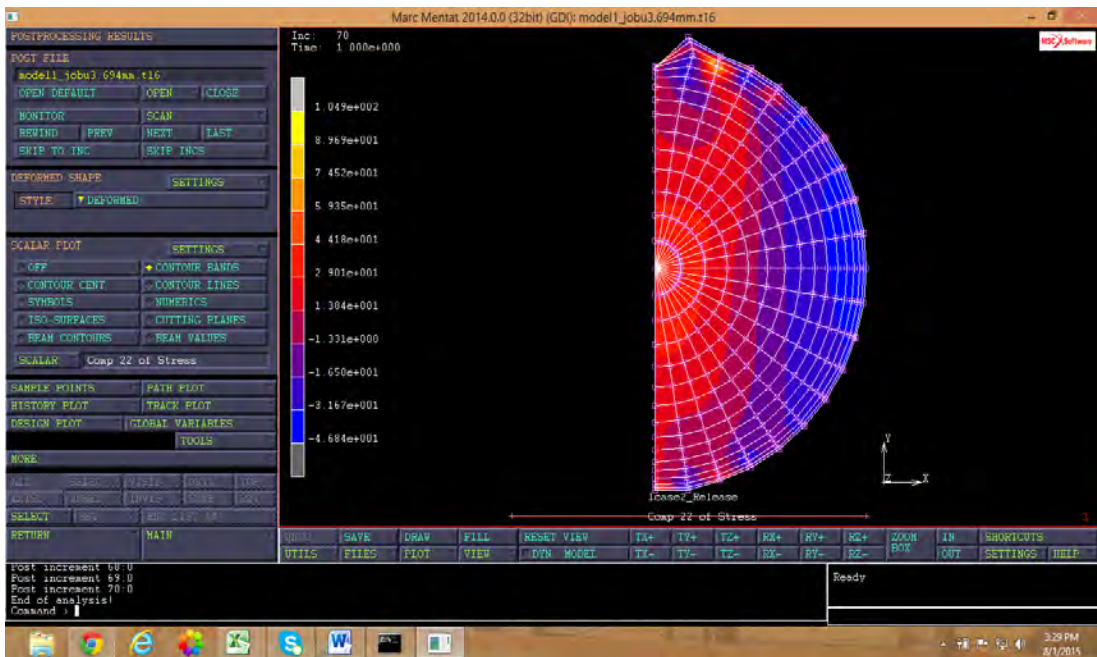 Marc Mentat 2014.0.0 (32bit) (GDI): model1_jobu3.694mm.t16
POSTPROCESSING RESULTS
POST FILE
model1_jobu3.694mm.t16
OPEN DEFAULT OPEN CLOSE
MONITOR SCAN
REWIND PREV NEXT LAST
SKIP TO INC SKIP INCS
DEFORMED SHAPE SETTINGS
STYLE DEFORMED
SCALAR PLOT SETTINGS
OFF CONTOUR BANDS
CONTOUR CENT CONTOUR LINES
SYMBOLS NUMERICS
ISO-SURFACES CUTTING PLANES
BEAM CONTOURS BEAM VALUES
SCALAR Comp 22 of Stress
SAMPLE POINTS PATH PLOT
HISTORY PLOT TRACK PLOT
DESIGN PLOT GLOBAL VARIABLES
TOOLS
MORE
SELECT
RETURN MAIN
Inc: 70
Time: 1.000e+000
MSC Software
1.049e+002
8.969e+001
7.452e+001
5.935e+001
4.418e+001
2.901e+001
1.384e+001
-1.331e+000
-1.650e+001
-3.167e+001
-4.684e+001
Y
Z X
lcase2_Release
Comp 22 of Stress
1
UNDO SAVE DRAW FILL RESET VIEW TX+ TY+ TZ+ RX+ RY+ RZ+ ZOOM BOX IN SHORTCUTS
UTILS FILES PLOT VIEW DYN. MODEL TX- TY- TZ- RX- RY- RZ- OUT SETTINGS HELP
Post increment 68:0
Post increment 69:0
Post increment 70:0
End of analysis!
Command >
Ready
3:29 PM
8/1/2015